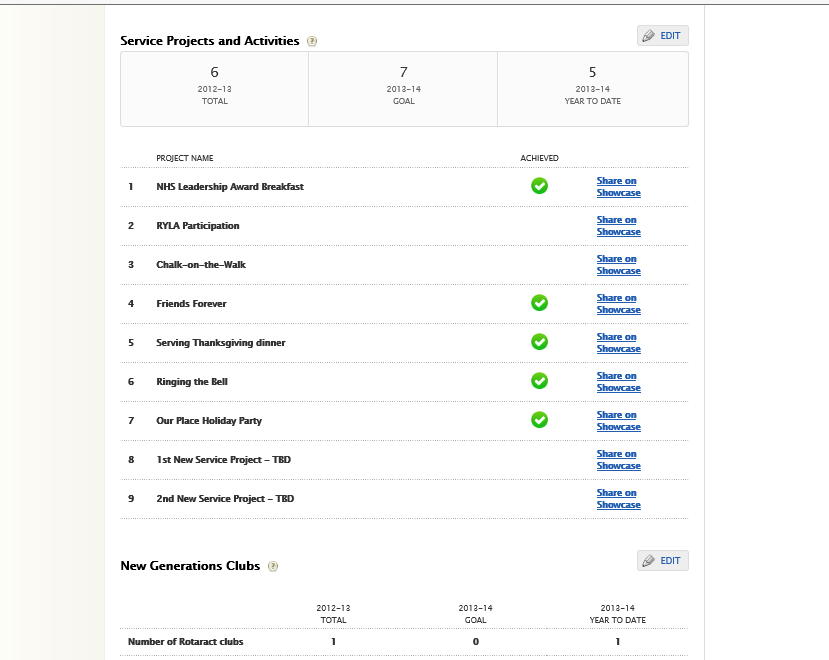 Service Projects and Activities ?
EDIT
6 7 5
2012-13 2013-14 2013-14
TOTAL GOAL YEAR TO DATE
PROJECT NAME ACHIEVED
1 NHS Leadership Award Breakfast Share on
Showcase
2 RYLA Participation Share on
Showcase
3 Chalk-on-the-Walk Share on
Showcase
4 Friends Forever Share on
Showcase
5 Serving Thanksgiving dinner Share on
Showcase
6 Ringing the Bell Share on
Showcase
7 Our Place Holiday Party Share on
Showcase
8 1st New Service Project - TBD Share on
Showcase
9 2nd New Service Project - TBD Share on
Showcase
New Generations Clubs ?
EDIT
2012-13 2013-14 2013-14
TOTAL GOAL YEAR TO DATE
Number of Rotaract clubs 1 0 1